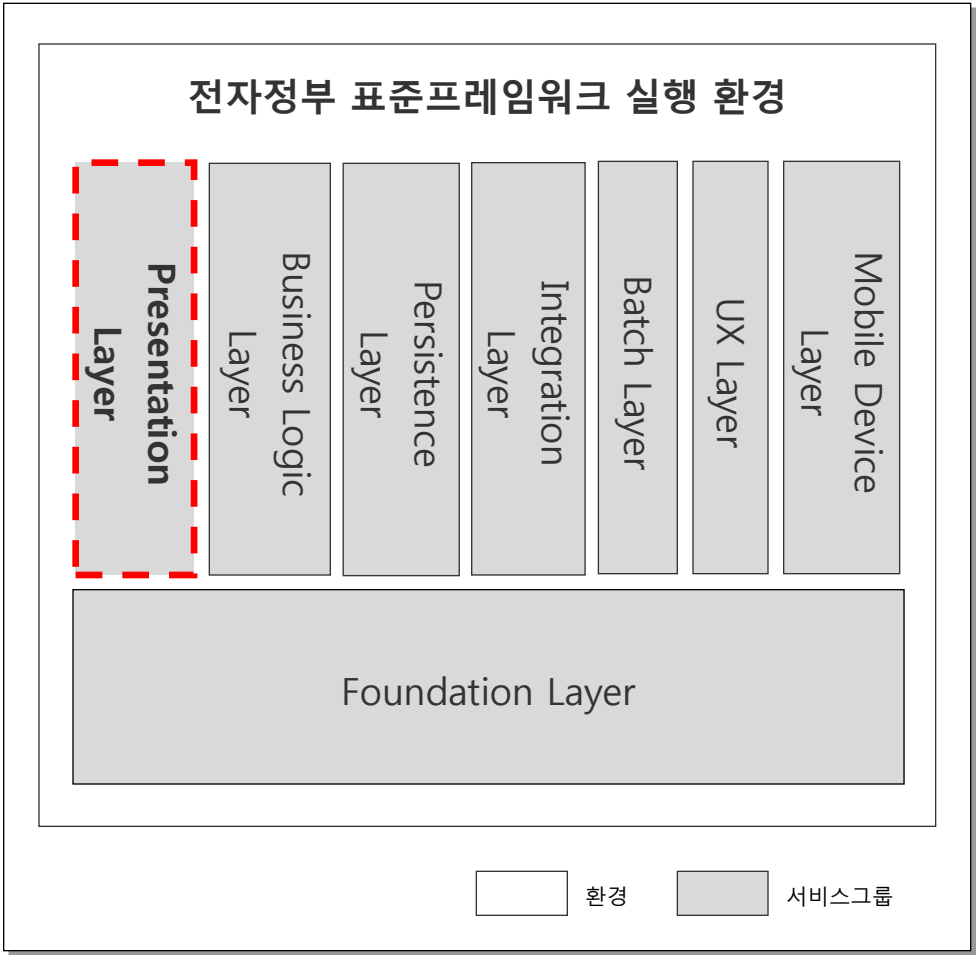 전자정부 표준프레임워크 실행 환경
Presentation
Layer
Business Logic
Layer
Persistence
Layer
Integration
Layer
Batch Layer
UX Layer
Mobile Device
Layer
Foundation Layer
환경
서비스그룹